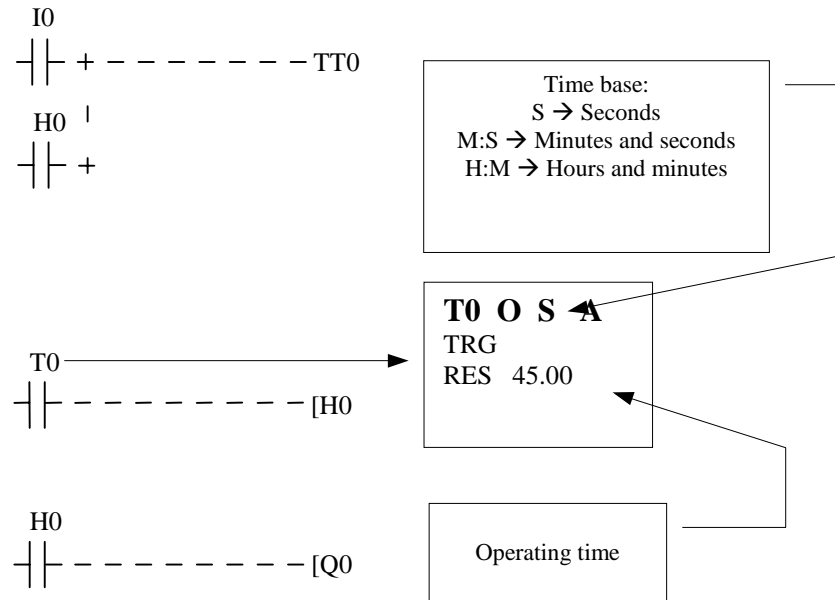 I0
TT0
H0
Time base:
S → Seconds
M:S → Minutes and seconds
H:M → Hours and minutes
T0 O S A
TRG
RES 45.00
T0
[H0
H0
[Q0
Operating time